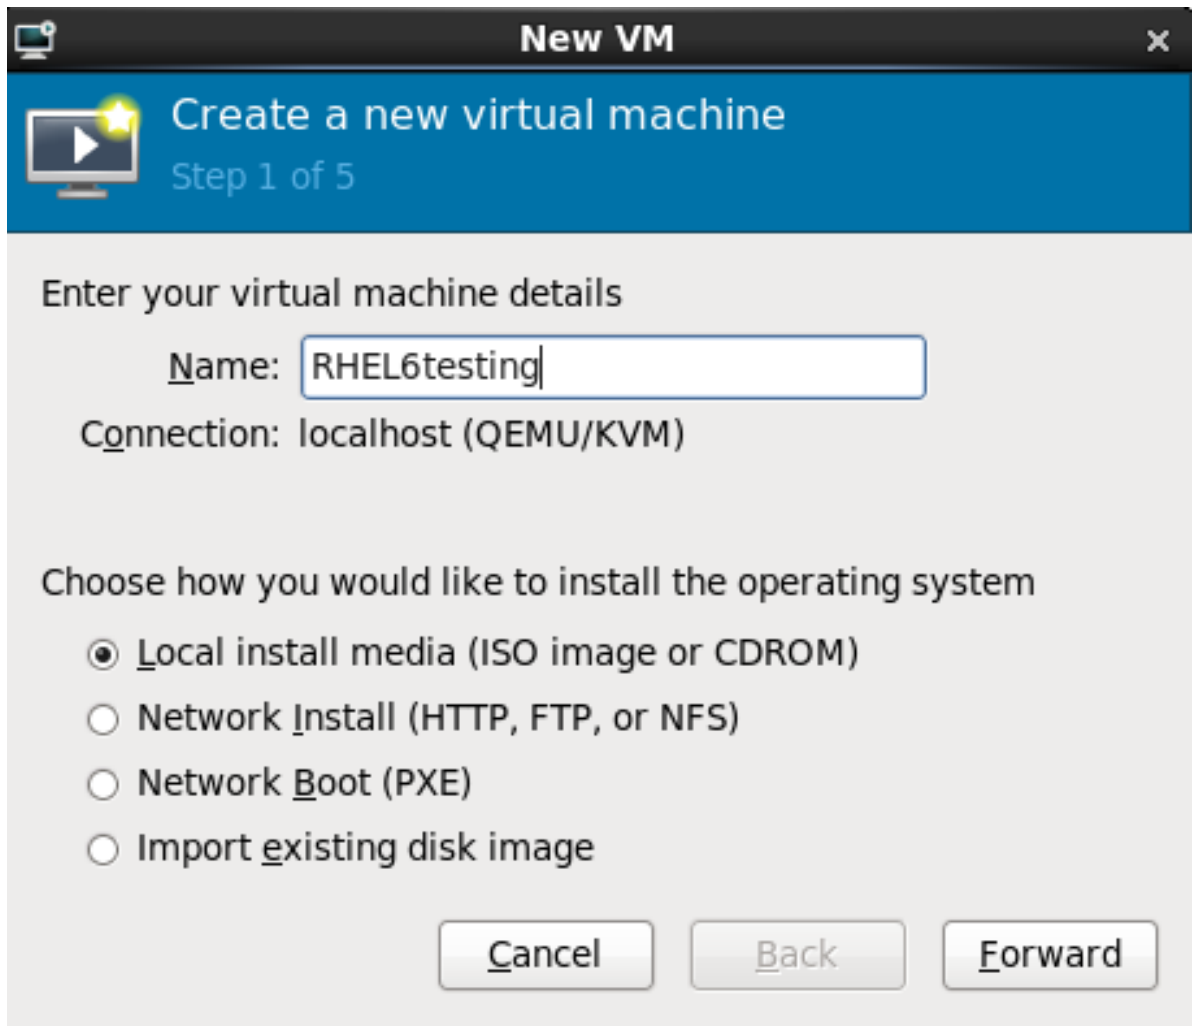 New VM
Create a new virtual machine
Step 1 of 5
Enter your virtual machine details
Name: RHEL6testing
Connection: localhost (QEMU/KVM)
Choose how you would like to install the operating system
Local install media (ISO image or CDROM)
Network Install (HTTP, FTP, or NFS)
Network Boot (PXE)
Import existing disk image
Cancel Back Forward